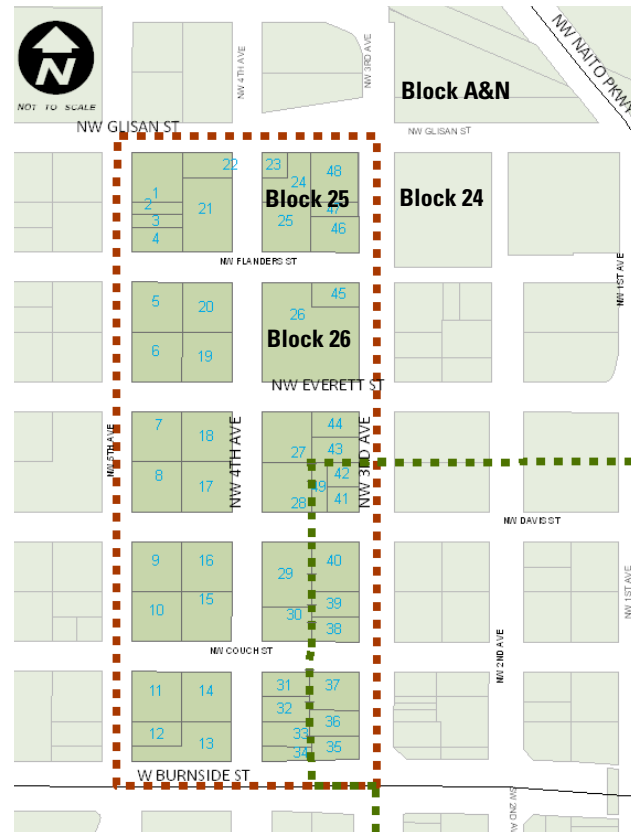 N
NOT TO SCALE
NW 4TH AVE
NW 3RD AVE
NW NAITO PKWY
Block A&N
NW GLISAN ST
NW GLISAN ST
22
23
24
48
1
2
3
4
21
Block 25
Block 24
25
47
46
NW FLANDERS ST
NW 1ST AVE
5
20
45
26
6
19
Block 26
NW EVERETT ST
NW 5TH AVE
7
18
NW 4TH AVE
27
44
43
NW 3RD AVE
8
17
28
49
42
41
NW DAVIS ST
9
16
29
40
10
15
30
39
38
NW 1ST AVE
NW COUCH ST
NW 2ND AVE
11
14
31
37
32
12
13
33
36
34
35
W BURNSIDE ST
SW 2ND A